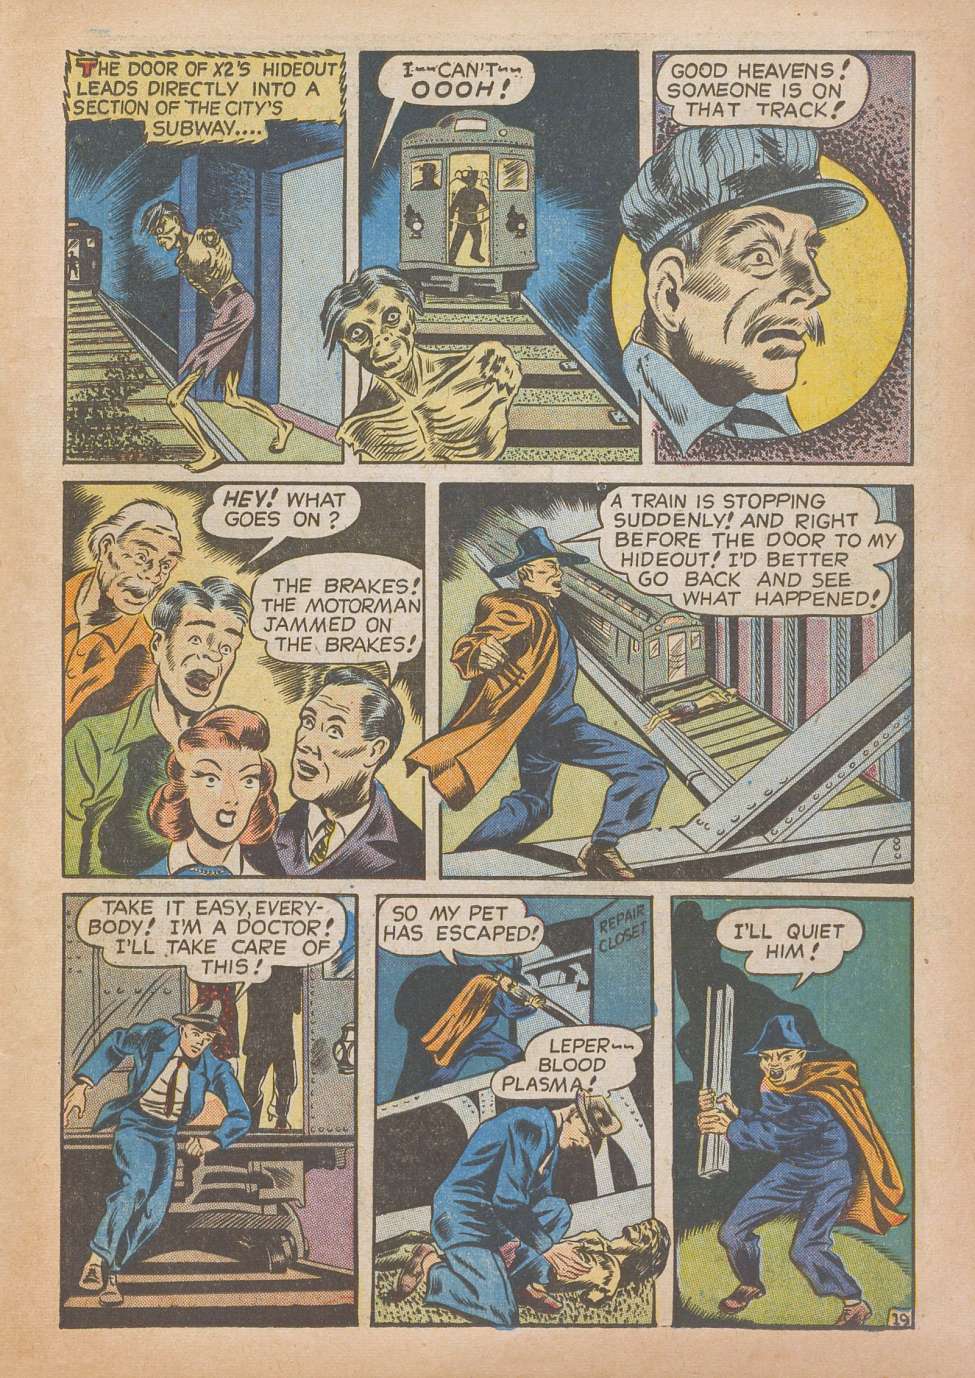 THE DOOR OF X2'S HIDEOUT
LEADS DIRECTLY INTO A
SECTION OF THE CITY'S
SUBWAY....
I--CAN'T--
OOOH!
GOOD HEAVENS!
SOMEONE IS ON
THAT TRACK!
HEY! WHAT
GOES ON?
THE BRAKES!
THE MOTORMAN
JAMMED ON
THE BRAKES!
A TRAIN IS STOPPING
SUDDENLY! AND RIGHT
BEFORE THE DOOR TO MY
HIDEOUT! I'D BETTER
GO BACK AND SEE
WHAT HAPPENED!
TAKE IT EASY, EVERY-
BODY! I'M A DOCTOR!
I'LL TAKE CARE OF
THIS!
SO MY PET
HAS ESCAPED!
REPAIR
CLOSET
LEPER--
BLOOD
PLASMA!
I'LL QUIET
HIM!
19